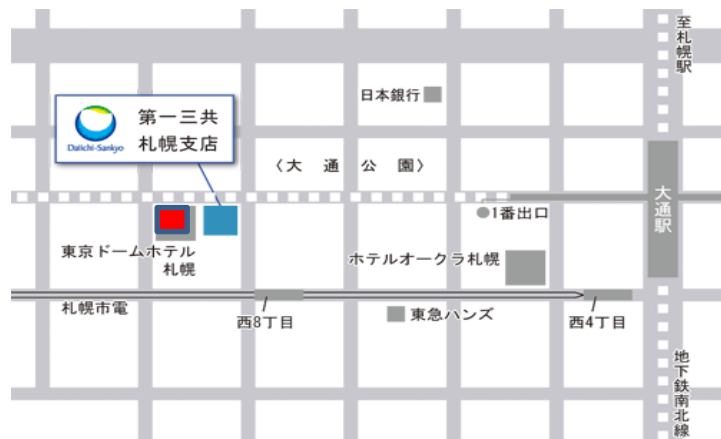 至札幌駅
日本銀行
第一三共
札幌支店
Daiichi-Sankyo
〈大通公園〉
大通駅
1番出口
東京ドームホテル
札幌
ホテルオークラ札幌
札幌市電
西8丁目
東急ハンズ
西4丁目
地下鉄南北線